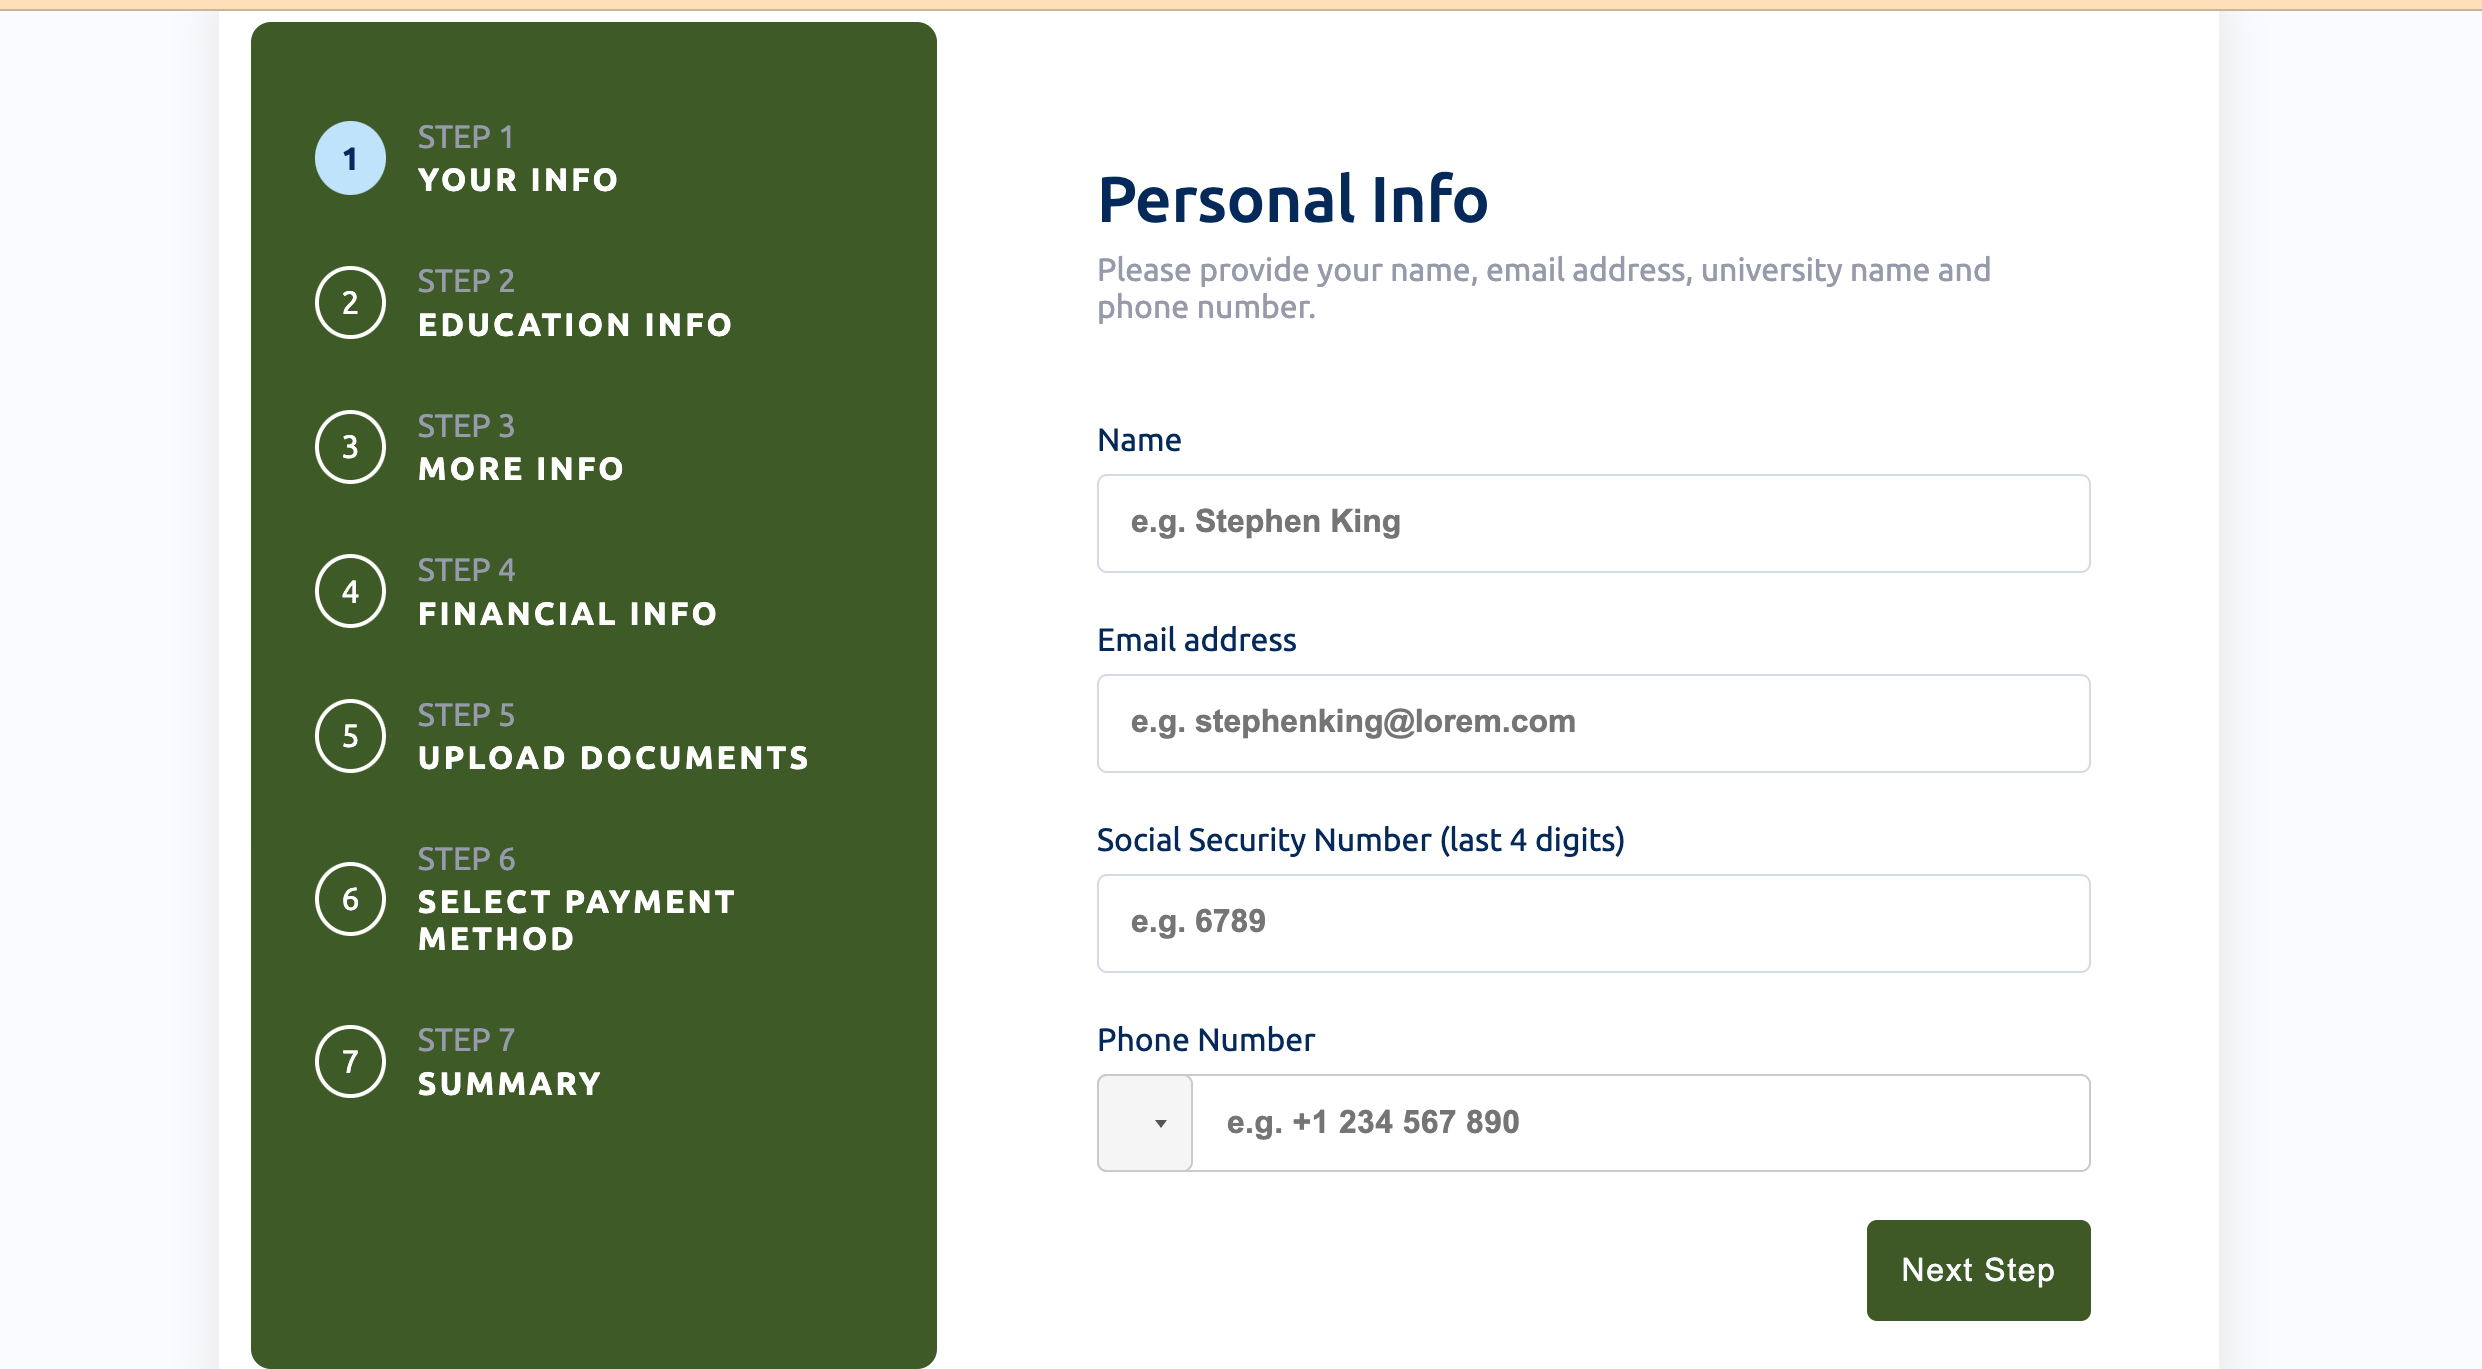 1
STEP 1
YOUR INFO
2
STEP 2
EDUCATION INFO
3
STEP 3
MORE INFO
4
STEP 4
FINANCIAL INFO
5
STEP 5
UPLOAD DOCUMENTS
6
STEP 6
SELECT PAYMENT
METHOD
7
STEP 7
SUMMARY
Personal Info
Please provide your name, email address, university name and
phone number.
Name
e.g. Stephen King
Email address
e.g. stephenking@lorem.com
Social Security Number (last 4 digits)
e.g. 6789
Phone Number
e.g. +1 234 567 890
Next Step